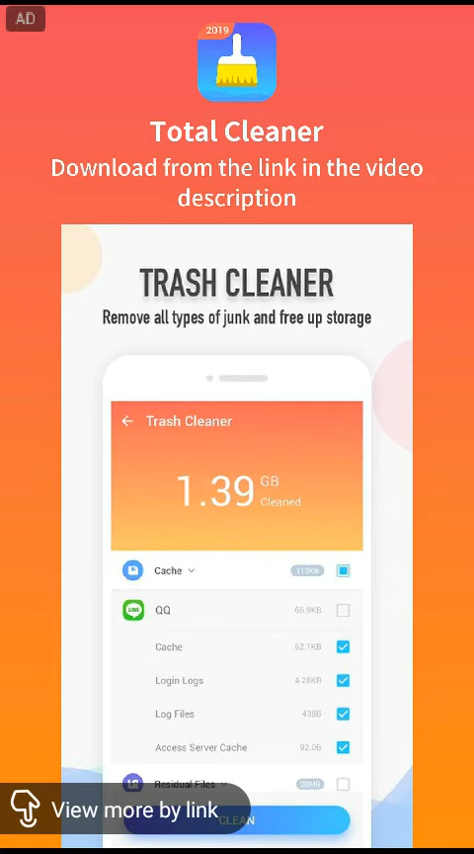 AD
2019
Total Cleaner
Download from the link in the video
description
TRASH CLEANER
Remove all types of junk and free up storage
Trash Cleaner
1.39 GB
Cleaned
Cache 113KB
LINE QQ 65.9KB
Cache 62.1KB
Login Logs 4.28KB
Log Files 438B
Access Server Cache 92.0B
Residual Files 20MB
View more by link
CLEAN